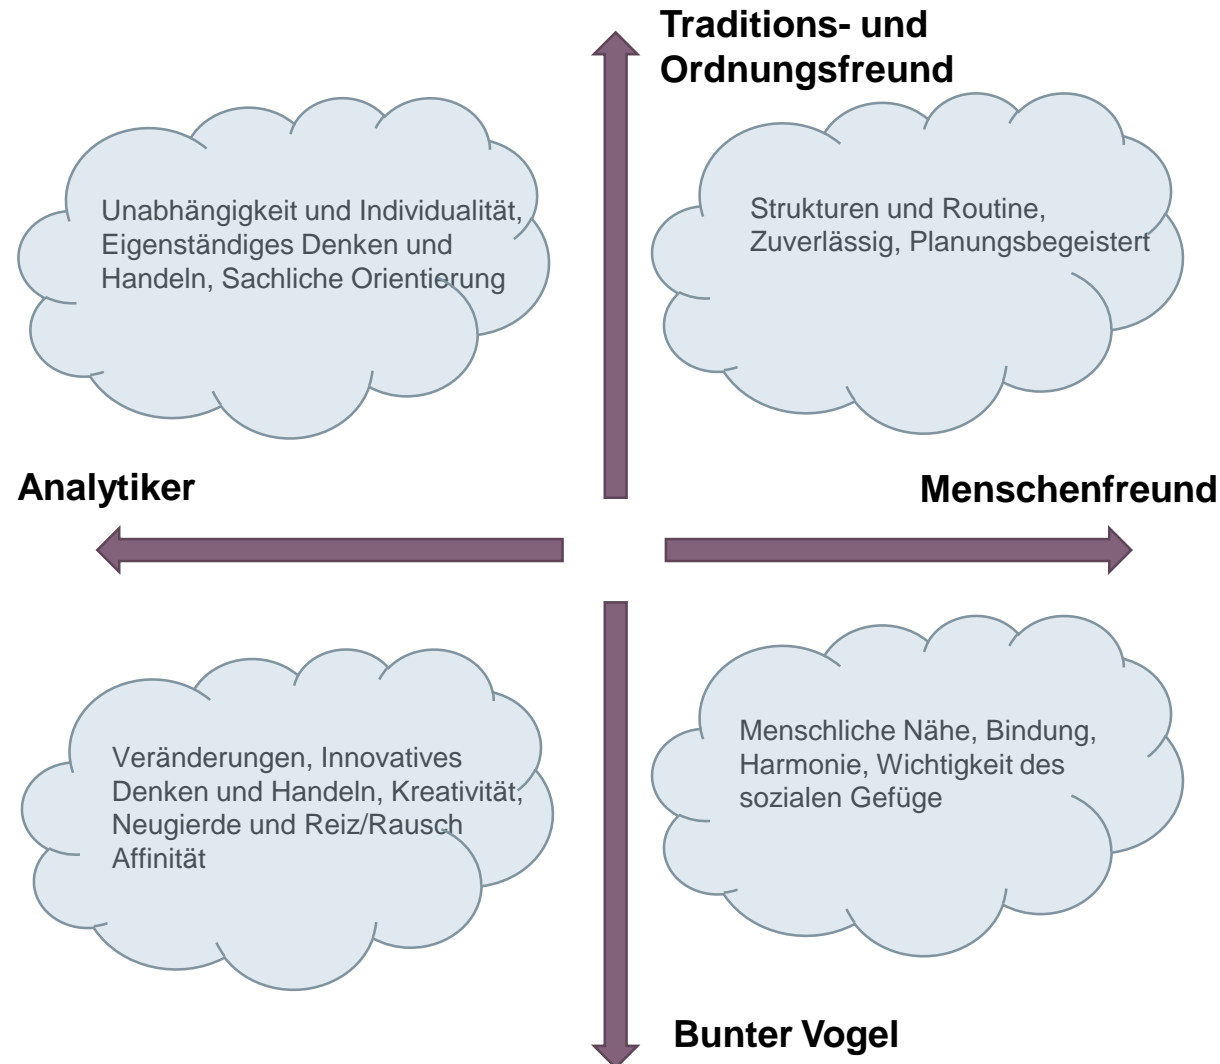 Traditions- und
Ordnungsfreund
Unabhängigkeit und Individualität,
Eigenständiges Denken und
Handeln, Sachliche Orientierung
Strukturen und Routine,
Zuverlässig, Planungsbegeistert
Analytiker
Menschenfreund
Veränderungen, Innovatives
Denken und Handeln, Kreativität,
Neugierde und Reiz/Rausch
Affinität
Menschliche Nähe, Bindung,
Harmonie, Wichtigkeit des
sozialen Gefüge
Bunter Vogel